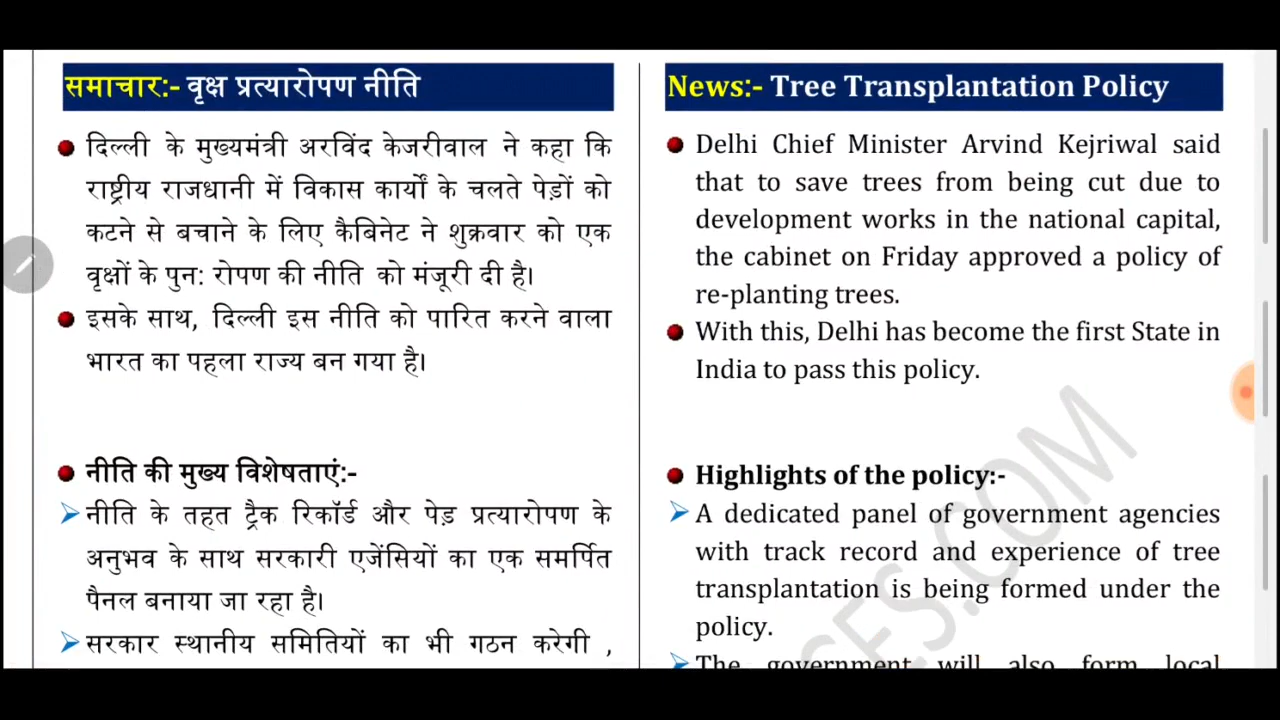 समाचार:- वृक्ष प्रत्यारोपण नीति
दिल्ली के मुख्यमंत्री अरविंद केजरीवाल ने कहा कि
राष्ट्रीय राजधानी में विकास कार्यों के चलते पेड़ों को
कटने से बचाने के लिए कैबिनेट ने शुक्रवार को एक
वृक्षों के पुन: रोपण की नीति को मंजूरी दी है।
इसके साथ, दिल्ली इस नीति को पारित करने वाला
भारत का पहला राज्य बन गया है।
नीति की मुख्य विशेषताएं:-
नीति के तहत ट्रैक रिकॉर्ड और पेड़ प्रत्यारोपण के
अनुभव के साथ सरकारी एजेंसियों का एक समर्पित
पैनल बनाया जा रहा है।
सरकार स्थानीय समितियों का भी गठन करेगी ,
News:- Tree Transplantation Policy
Delhi Chief Minister Arvind Kejriwal said
that to save trees from being cut due to
development works in the national capital,
the cabinet on Friday approved a policy of
re-planting trees.
With this, Delhi has become the first State in
India to pass this policy.
Highlights of the policy:-
A dedicated panel of government agencies
with track record and experience of tree
transplantation is being formed under the
policy.
The government will also form local
CES.COM